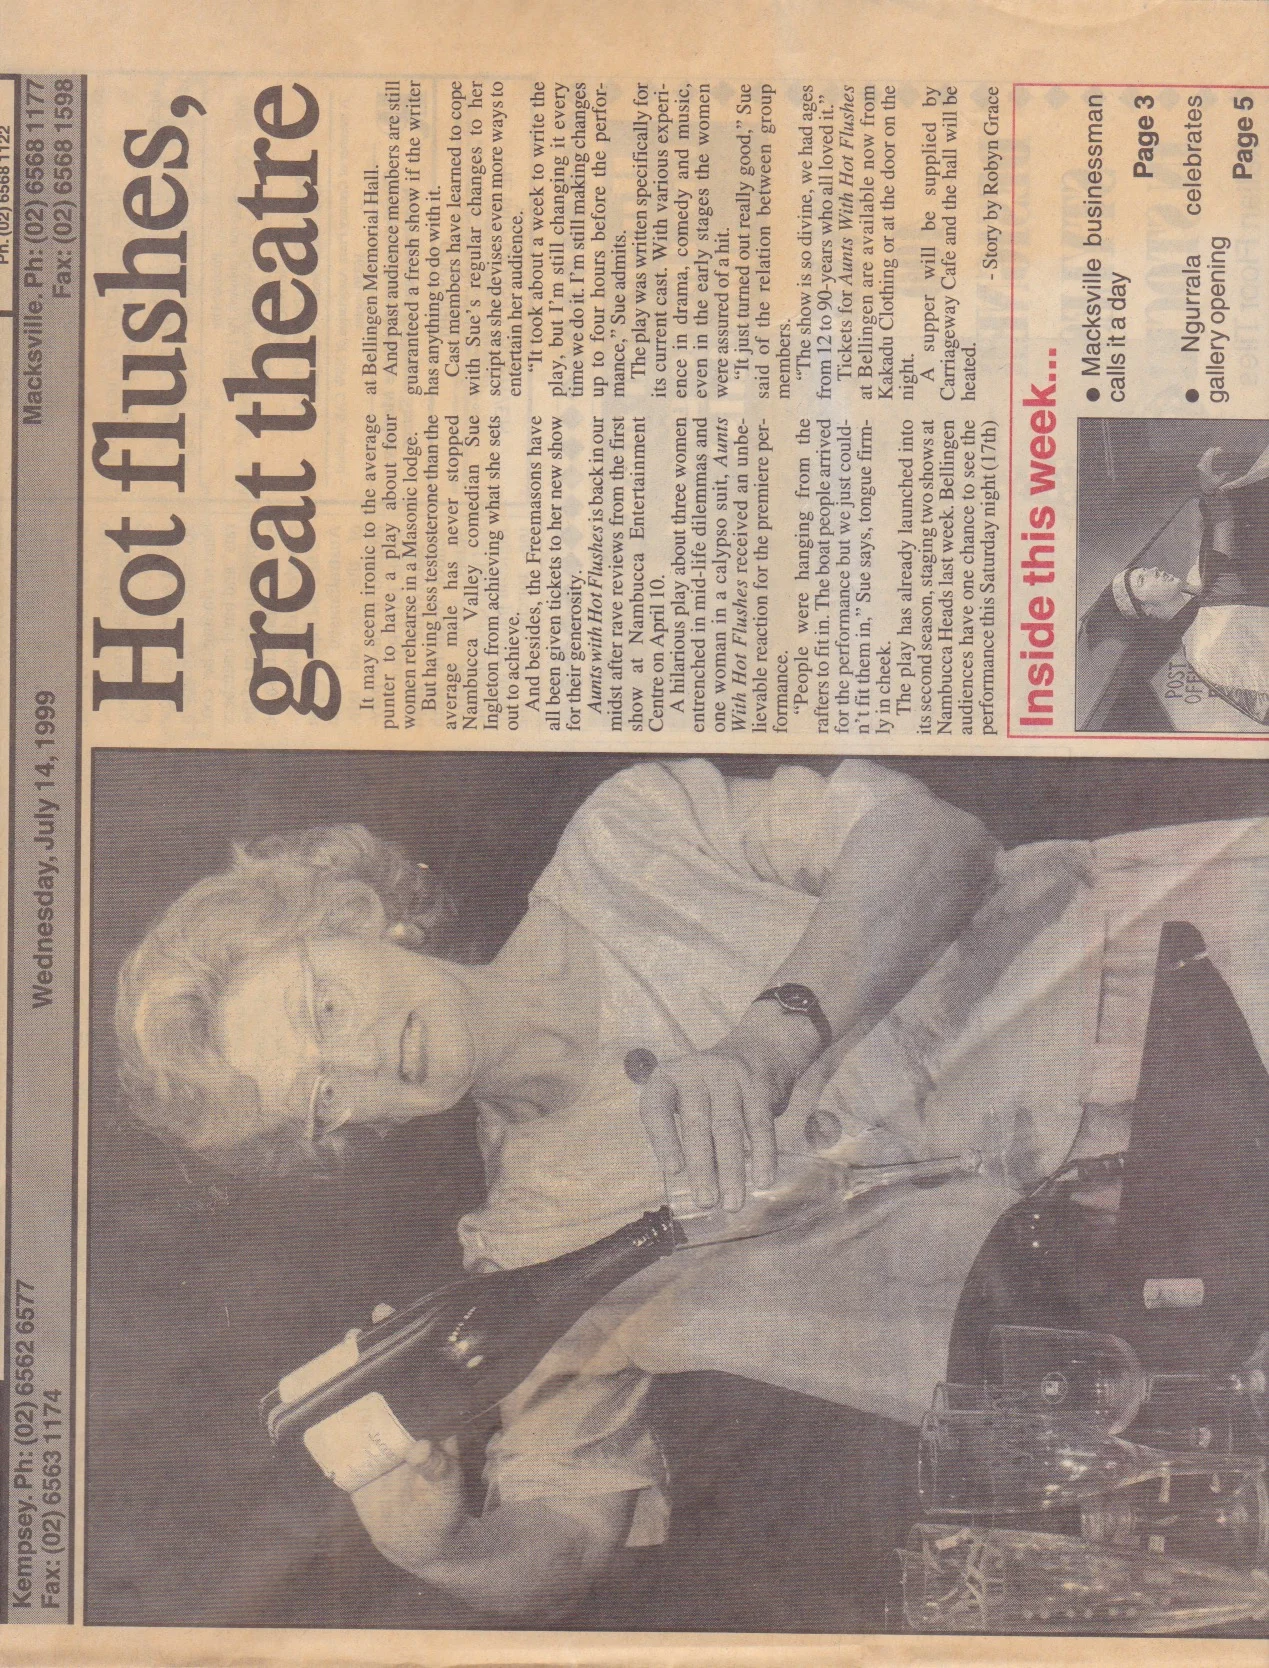 Ph. (02) 6568 1122
Kempsey. Ph: (02) 6562 6577
Fax: (02) 6563 1174
Wednesday, July 14, 1999
Macksville. Ph: (02) 6568 1177
Fax: (02) 6568 1598
Hot flushes,
great theatre
It may seem ironic to the average
punter to have a play about four
women rehearse in a Masonic lodge.
But having less testosterone than the
average male has never stopped
Nambucca Valley comedian Sue
Ingleton from achieving what she sets
out to achieve.
And besides, the Freemasons have
all been given tickets to her new show
for their generosity.
Aunts with Hot Flushes is back in our
midst after rave reviews from the first
show at Nambucca Entertainment
Centre on April 10.
A hilarious play about three women
entrenched in mid-life dilemmas and
one woman in a calypso suit, Aunts
With Hot Flushes received an unbe-
lievable reaction for the premiere per-
formance.
“People were hanging from the
rafters to fit in. The boat people arrived
for the performance but we just could-
n't fit them in,” Sue says, tongue firm-
ly in cheek.
The play has already launched into
its second season, staging two shows at
Nambucca Heads last week. Bellingen
audiences have one chance to see the
performance this Saturday night (17th)
at Bellingen Memorial Hall.
And past audience members are still
guaranteed a fresh show if the writer
has anything to do with it.
Cast members have learned to cope
with Sue's regular changes to her
script as she devises even more ways to
entertain her audience.
“It took about a week to write the
play, but I'm still changing it every
time we do it. I'm still making changes
up to four hours before the perfor-
mance,” Sue admits.
The play was written specifically for
its current cast. With various experi-
ence in drama, comedy and music,
even in the early stages the women
were assured of a hit.
“It just turned out really good,” Sue
said of the relation between group
members.
“The show is so divine, we had ages
from 12 to 90-years who all loved it.”
Tickets for Aunts With Hot Flushes
at Bellingen are available now from
Kakadu Clothing or at the door on the
night.
A supper will be supplied by
Carriageway Cafe and the hall will be
heated.
- Story by Robyn Grace
Inside this week...
POST
● Macksville businessman
calls it a day
Page 3
● Ngurrala celebrates
gallery opening
Page 5